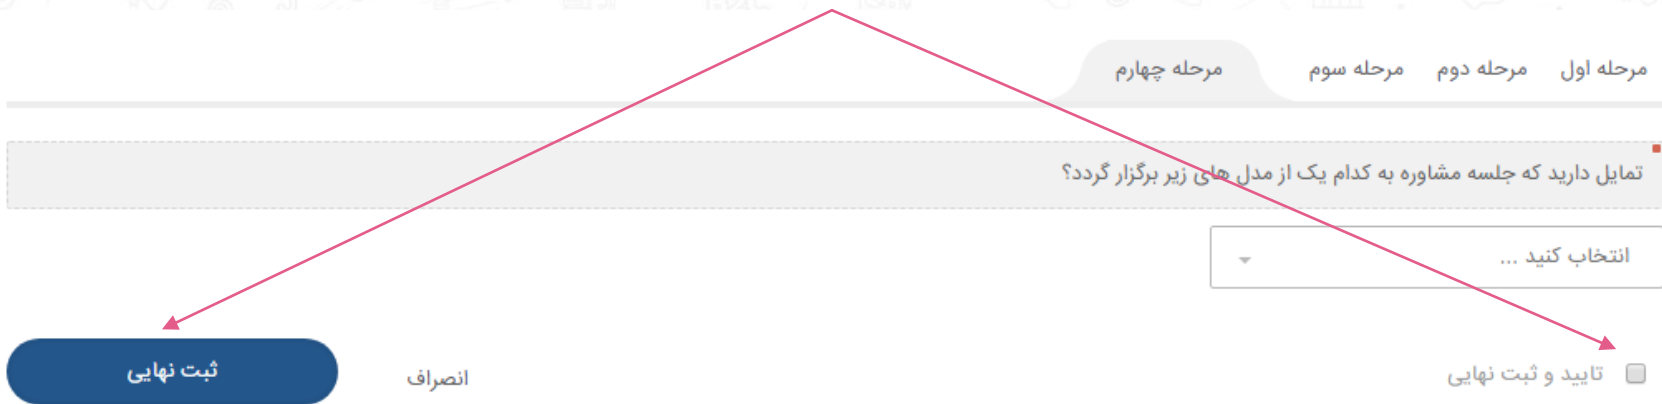 مرحله اول مرحله دوم مرحله سوم مرحله چهارم
تمایل دارید که جلسه مشاوره به کدام یک از مدل های زیر برگزار گردد؟
انتخاب کنید ...
تایید و ثبت نهایی
انصراف
ثبت نهایی